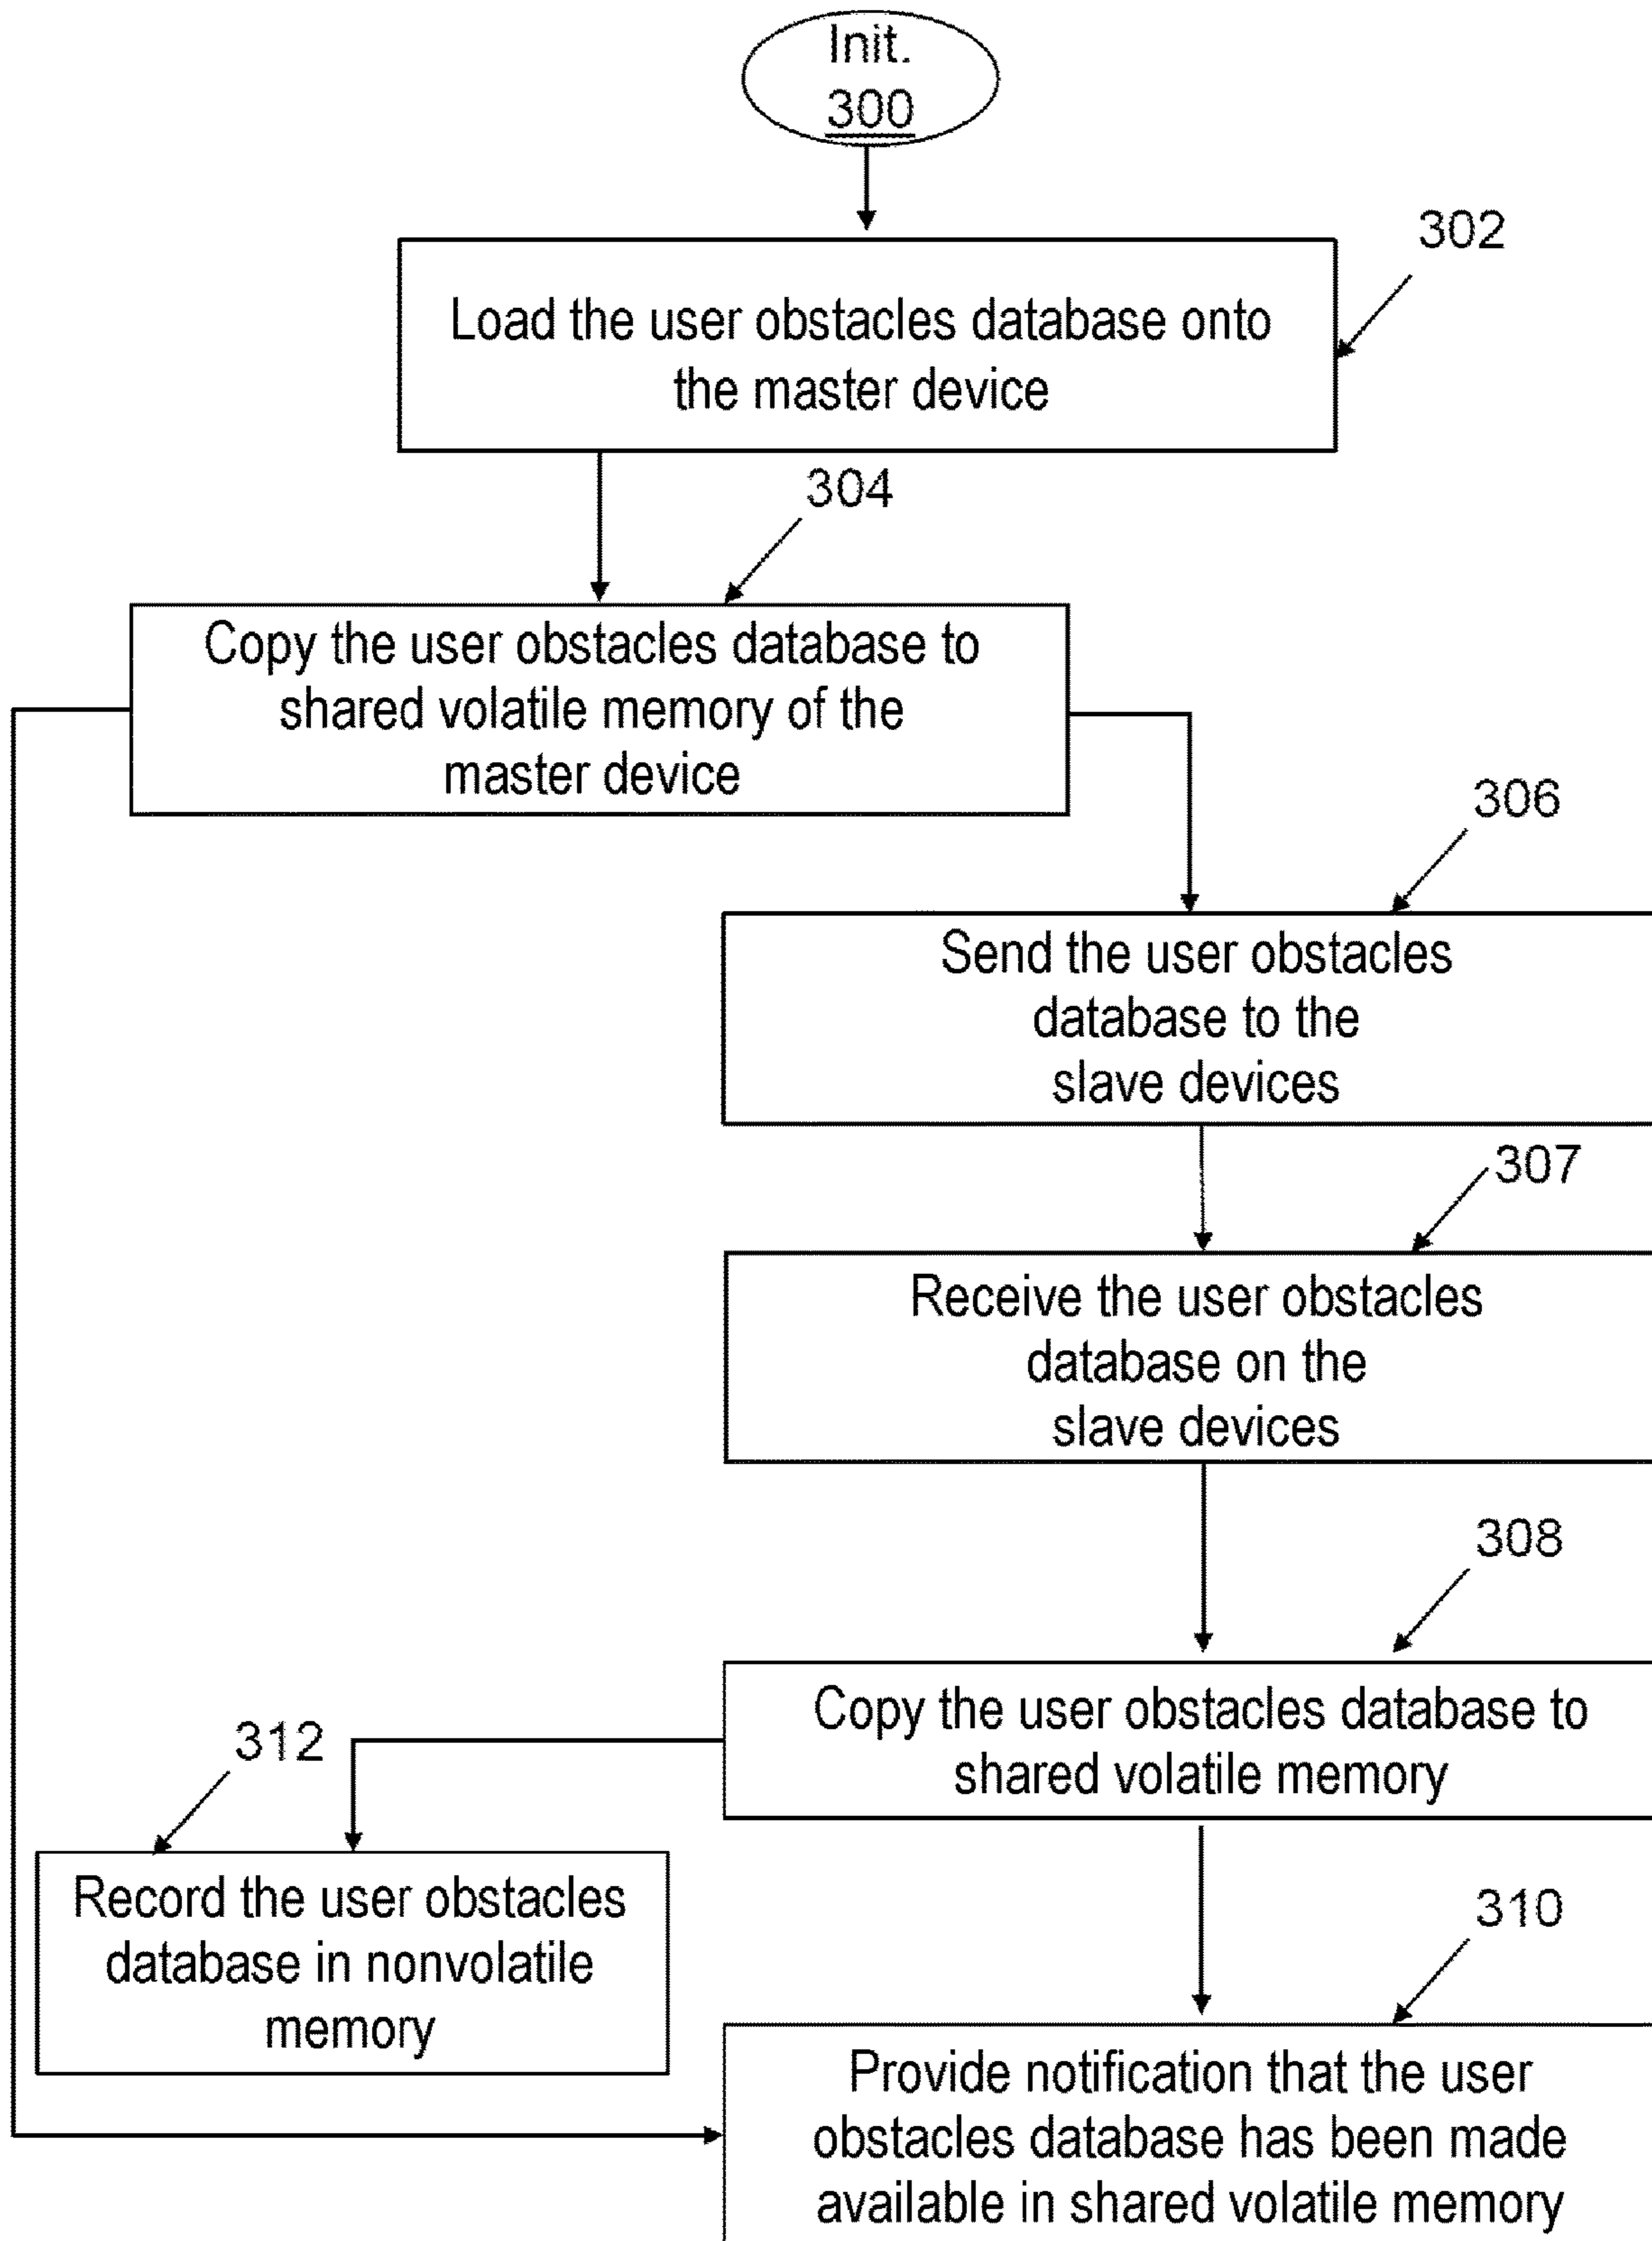 Init.
300
302
Load the user obstacles database onto
the master device
304
Copy the user obstacles database to
shared volatile memory of the
master device
306
Send the user obstacles
database to the
slave devices
307
Receive the user obstacles
database on the
slave devices
308
Copy the user obstacles database to
shared volatile memory
312
Record the user obstacles
database in nonvolatile
memory
310
Provide notification that the user
obstacles database has been made
available in shared volatile memory